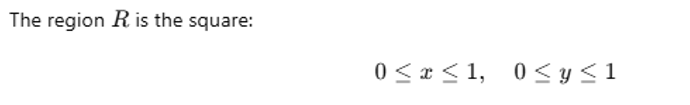 The region R is the square:
0 ≤ x ≤ 1, 0 ≤ y ≤ 1